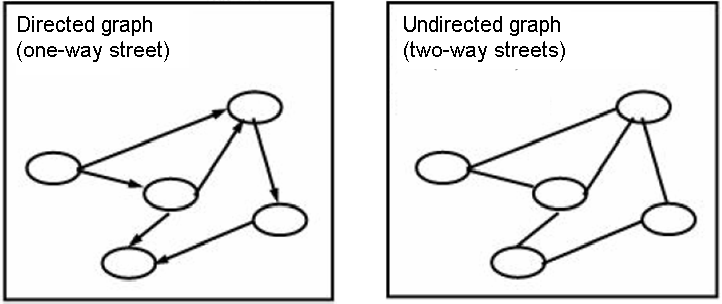 Directed graph
(one-way street)
Undirected graph
(two-way streets)